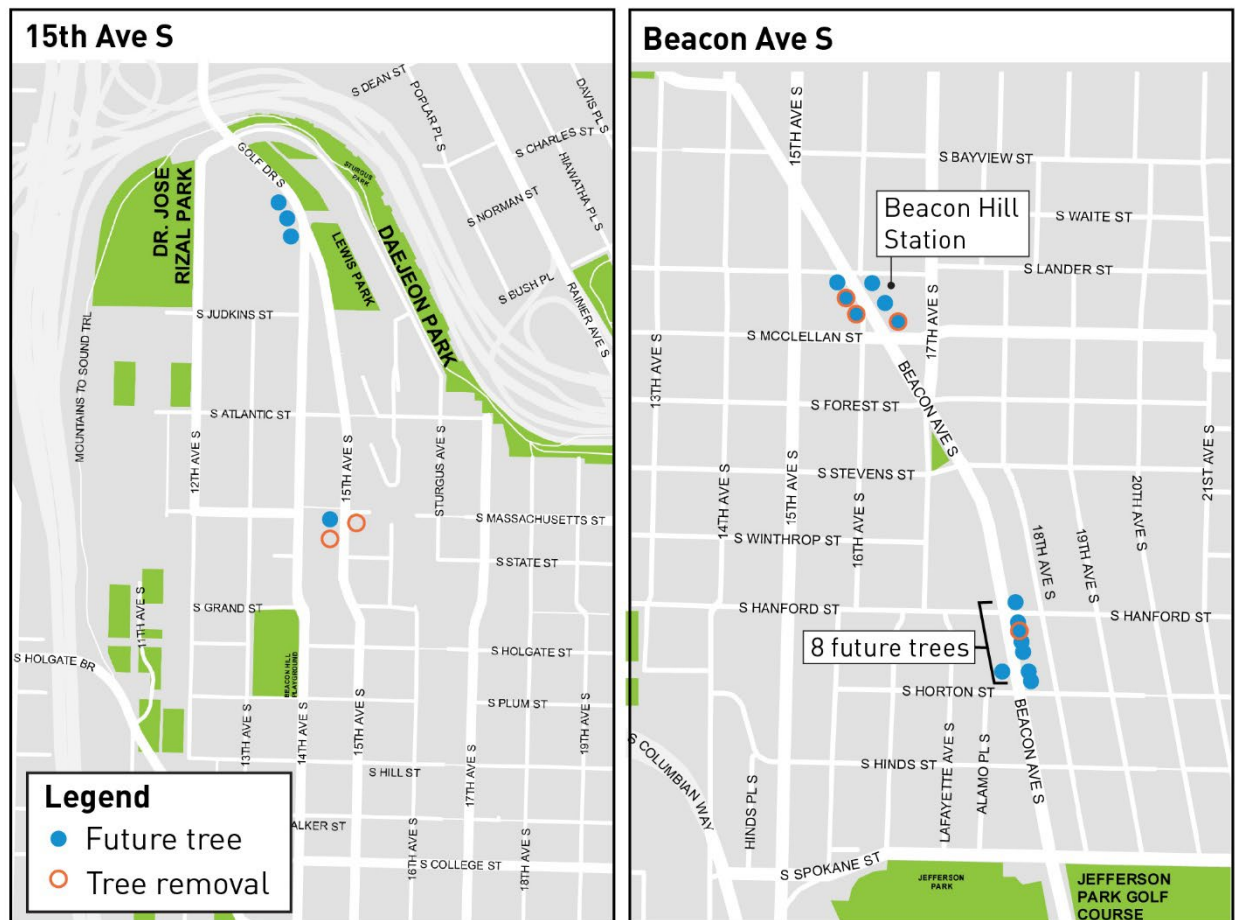 15th Ave S
S DEAN ST
POPLAR PL S
DAVIS PL S
S CHARLES ST
HIAWATHA PL S
GOLF DR S
STURGUS PARK
DR. JOSE
RIZAL PARK
S NORMAN ST
LEWIS PARK
DAEJEON PARK
S BUSH PL
RAINIER AVE S
S JUDKINS ST
MOUNTAINS TO SOUND TRL
S ATLANTIC ST
12TH AVE S
15TH AVE S
STURGUS AVE S
S MASSACHUSETTS ST
S STATE ST
11TH AVE S
S GRAND ST
S HOLGATE BR
S HOLGATE ST
BEACON HILL
PLAYGROUND
S PLUM ST
13TH AVE S
14TH AVE S
15TH AVE S
17TH AVE S
19TH AVE S
S HILL ST
ALKER ST
16TH AVE S
S COLLEGE ST
18TH AVE S
Legend
Future tree
Tree removal
Beacon Ave S
15TH AVE S
S BAYVIEW ST
Beacon Hill
Station
S WAITE ST
S LANDER ST
S MCCLELLAN ST
17TH AVE S
13TH AVE S
BEACON AVE S
S FOREST ST
S STEVENS ST
14TH AVE S
15TH AVE S
16TH AVE S
20TH AVE S
21ST AVE S
S WINTHROP ST
18TH AVE S
19TH AVE S
S HANFORD ST
S HANFORD ST
8 future trees
S HORTON ST
BEACON AVE S
S COLUMBIAN WAY
HINDS PL S
LAFAYETTE AVE S
ALAMO PL S
S HINDS ST
S SPOKANE ST
JEFFERSON
PARK
JEFFERSON
PARK GOLF
COURSE